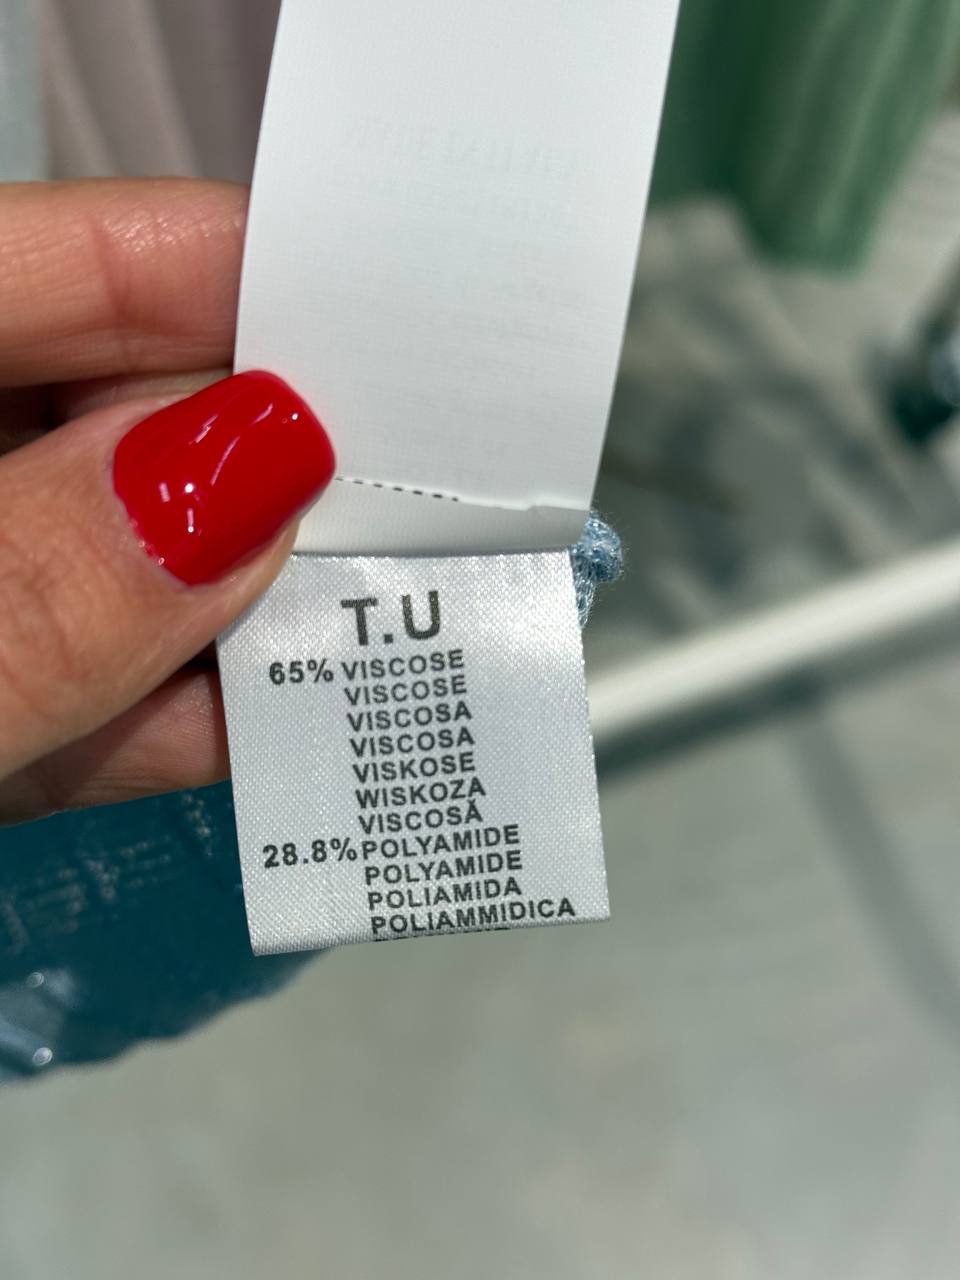 T.U
65% VISCOSE
VISCOSE
VISCOSA
VISCOSA
VISKOSE
WISKOZA
VISCOSĂ
28.8% POLYAMIDE
POLYAMIDE
POLIAMIDA
POLIAMMIDICA